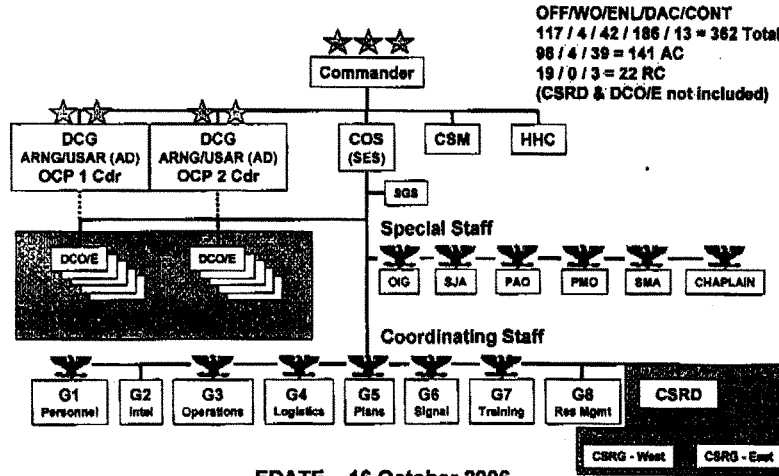 OFF/WO/ENL/DAC/CONT
117 / 4 / 42 / 186 / 13 = 362 Total
98 / 4 / 39 = 141 AC
19 / 0 / 3 = 22 RC
(CSRD & DCO/E not included)
Commander
DCG
ARNG/USAR (AD)
OCP 1 Cdr
DCG
ARNG/USAR (AD)
OCP 2 Cdr
COS
(SES)
CSM
HHC
SGS
Special Staff
DCO/E
DCO/E
OIG
SJA
PAO
PMO
SMA
CHAPLAIN
Coordinating Staff
G1
Personnel
G2
Intel
G3
Operations
G4
Logistics
G5
Plans
G6
Signal
G7
Training
G8
Res Mgmt
CSRD
CSRG - West
CSRG - East
EDATE 16 October 2006